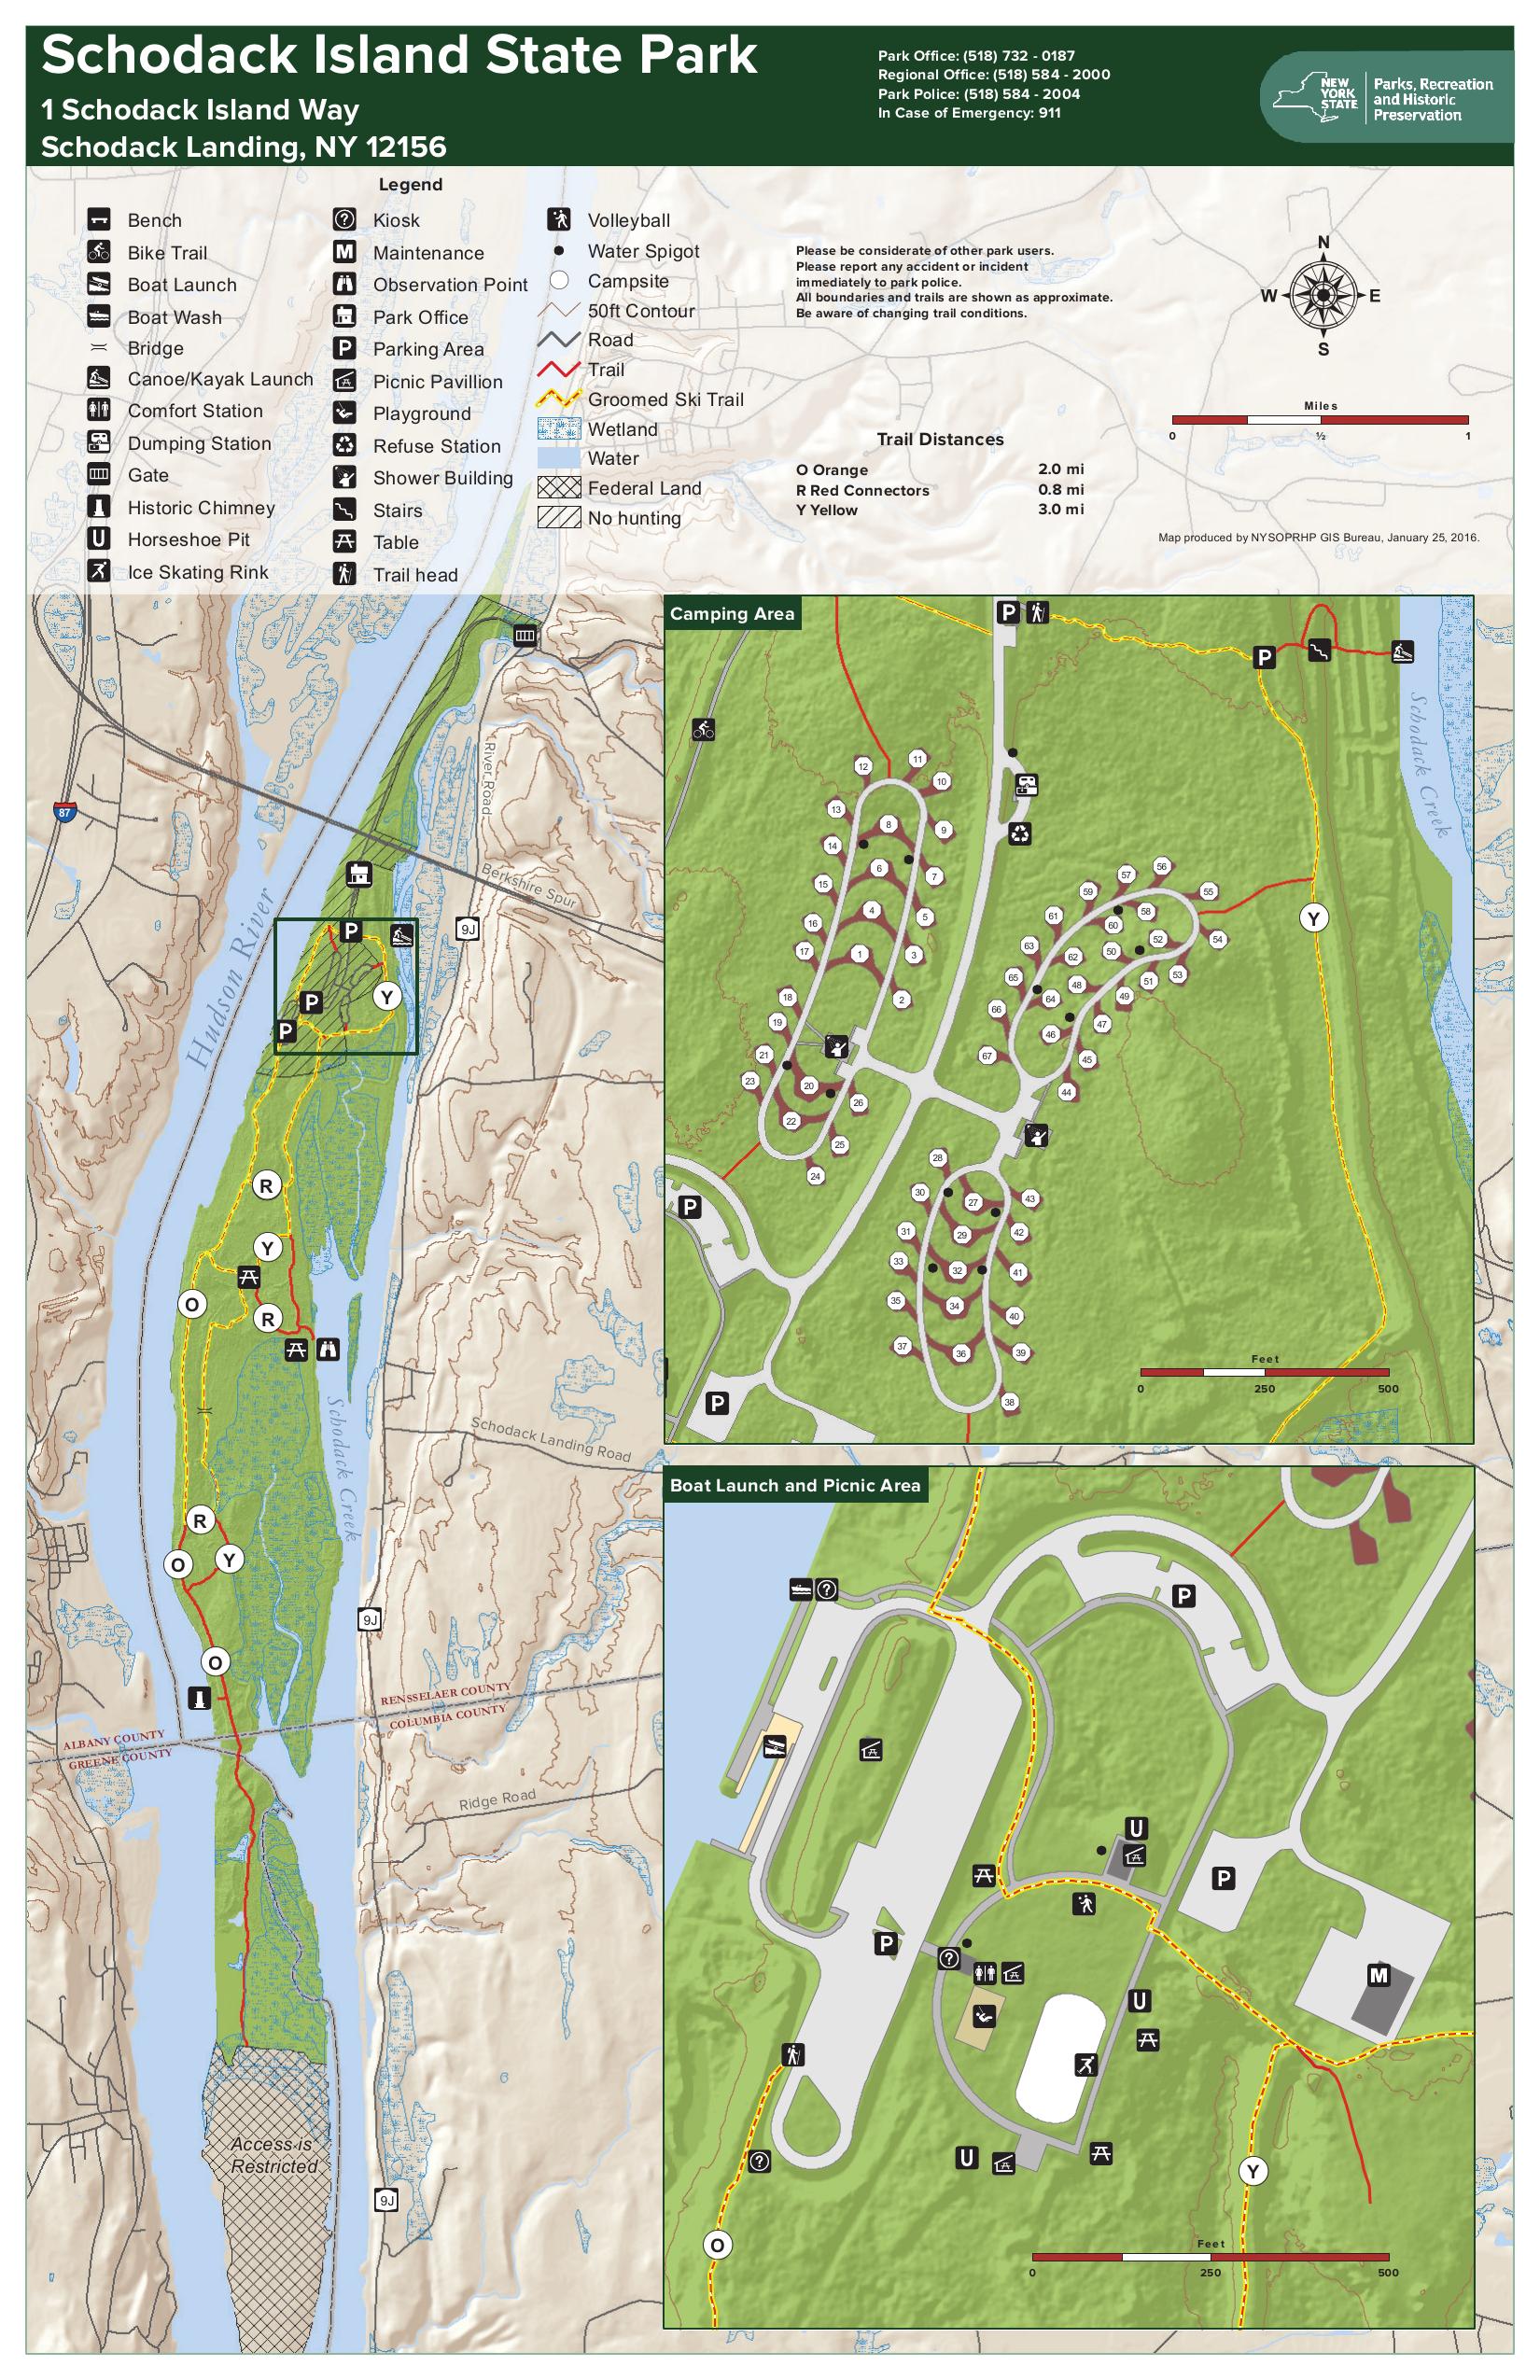 Schodack Island State Park
1 Schodack Island Way
Schodack Landing, NY 12156
Park Office: (518) 732 - 0187
Regional Office: (518) 584 - 2000
Park Police: (518) 584 - 2004
In Case of Emergency: 911
NEW
YORK
STATE
Parks, Recreation
and Historic
Preservation
Legend
Bench
Bike Trail
Boat Launch
Boat Wash
Bridge
Canoe/Kayak Launch
Comfort Station
Dumping Station
Gate
Historic Chimney
U Horseshoe Pit
Ice Skating Rink
? Kiosk
M Maintenance
Observation Point
Park Office
P Parking Area
Picnic Pavillion
Playground
Refuse Station
Shower Building
Stairs
Table
Trail head
Volleyball
Water Spigot
Campsite
50ft Contour
Road
Trail
Groomed Ski Trail
Wetland
Water
Federal Land
No hunting
Please be considerate of other park users.
Please report any accident or incident
immediately to park police.
All boundaries and trails are shown as approximate.
Be aware of changing trail conditions.
Trail Distances
O Orange 2.0 mi
R Red Connectors 0.8 mi
Y Yellow 3.0 mi
N
W E
S
Miles
0 ½ 1
Map produced by NYSOPRHP GIS Bureau, January 25, 2016.
87
River Road
Berkshire Spur
9J
Hudson River
P
P
P
Y
R
Y
O
R
Schodack Creek
Schodack Landing Road
R
O
Y
9J
O
RENSSELAER COUNTY
COLUMBIA COUNTY
ALBANY COUNTY
GREENE COUNTY
Ridge Road
Access is
Restricted
9J
Camping Area
P
P
Schodack Creek
12
11
10
13
8
9
14
6
7
15
4
5
16
17
1
3
2
18
19
21
23
20
26
22
25
24
56
57
59
55
58
61
60
54
52
63
50
62
53
65
51
48
49
64
66
47
46
67
45
44
Y
28
30
27
43
31
29
42
33
32
41
35
34
40
37
36
39
38
P
P
Feet
0 250 500
Boat Launch and Picnic Area
?
P
U
P
P
?
M
U
U
?
Y
O
Feet
0 250 500